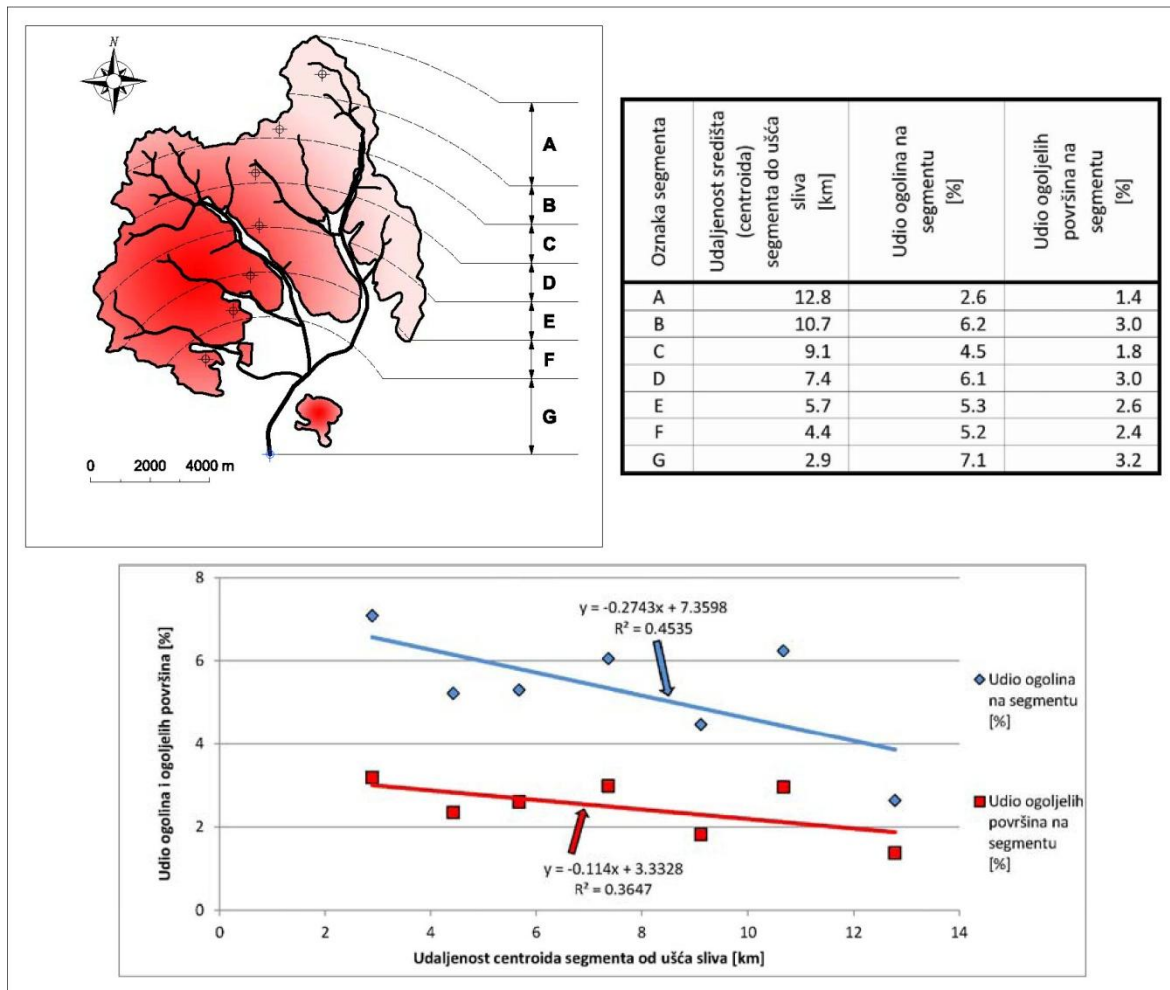 N
A
B
C
D
E
F
G
0 2000 4000 m
Oznaka segmenta
Udaljenost središta
(centroida)
segmenta do ušća
sliva
[km]
Udio ogolina na
segmentu
[%]
Udio ogoljelih
površina na
segmentu
[%]
A 12.8 2.6 1.4
B 10.7 6.2 3.0
C 9.1 4.5 1.8
D 7.4 6.1 3.0
E 5.7 5.3 2.6
F 4.4 5.2 2.4
G 2.9 7.1 3.2
Udio ogolina i ogoljelih površina [%]
8
6
4
2
0
y = -0.2743x + 7.3598
R² = 0.4535
y = -0.114x + 3.3328
R² = 0.3647
0 2 4 6 8 10 12 14
Udaljenost centroida segmenta od ušća sliva [km]
Udio ogolina
na segmentu
[%]
Udio ogoljelih
površina na
segmentu
[%]